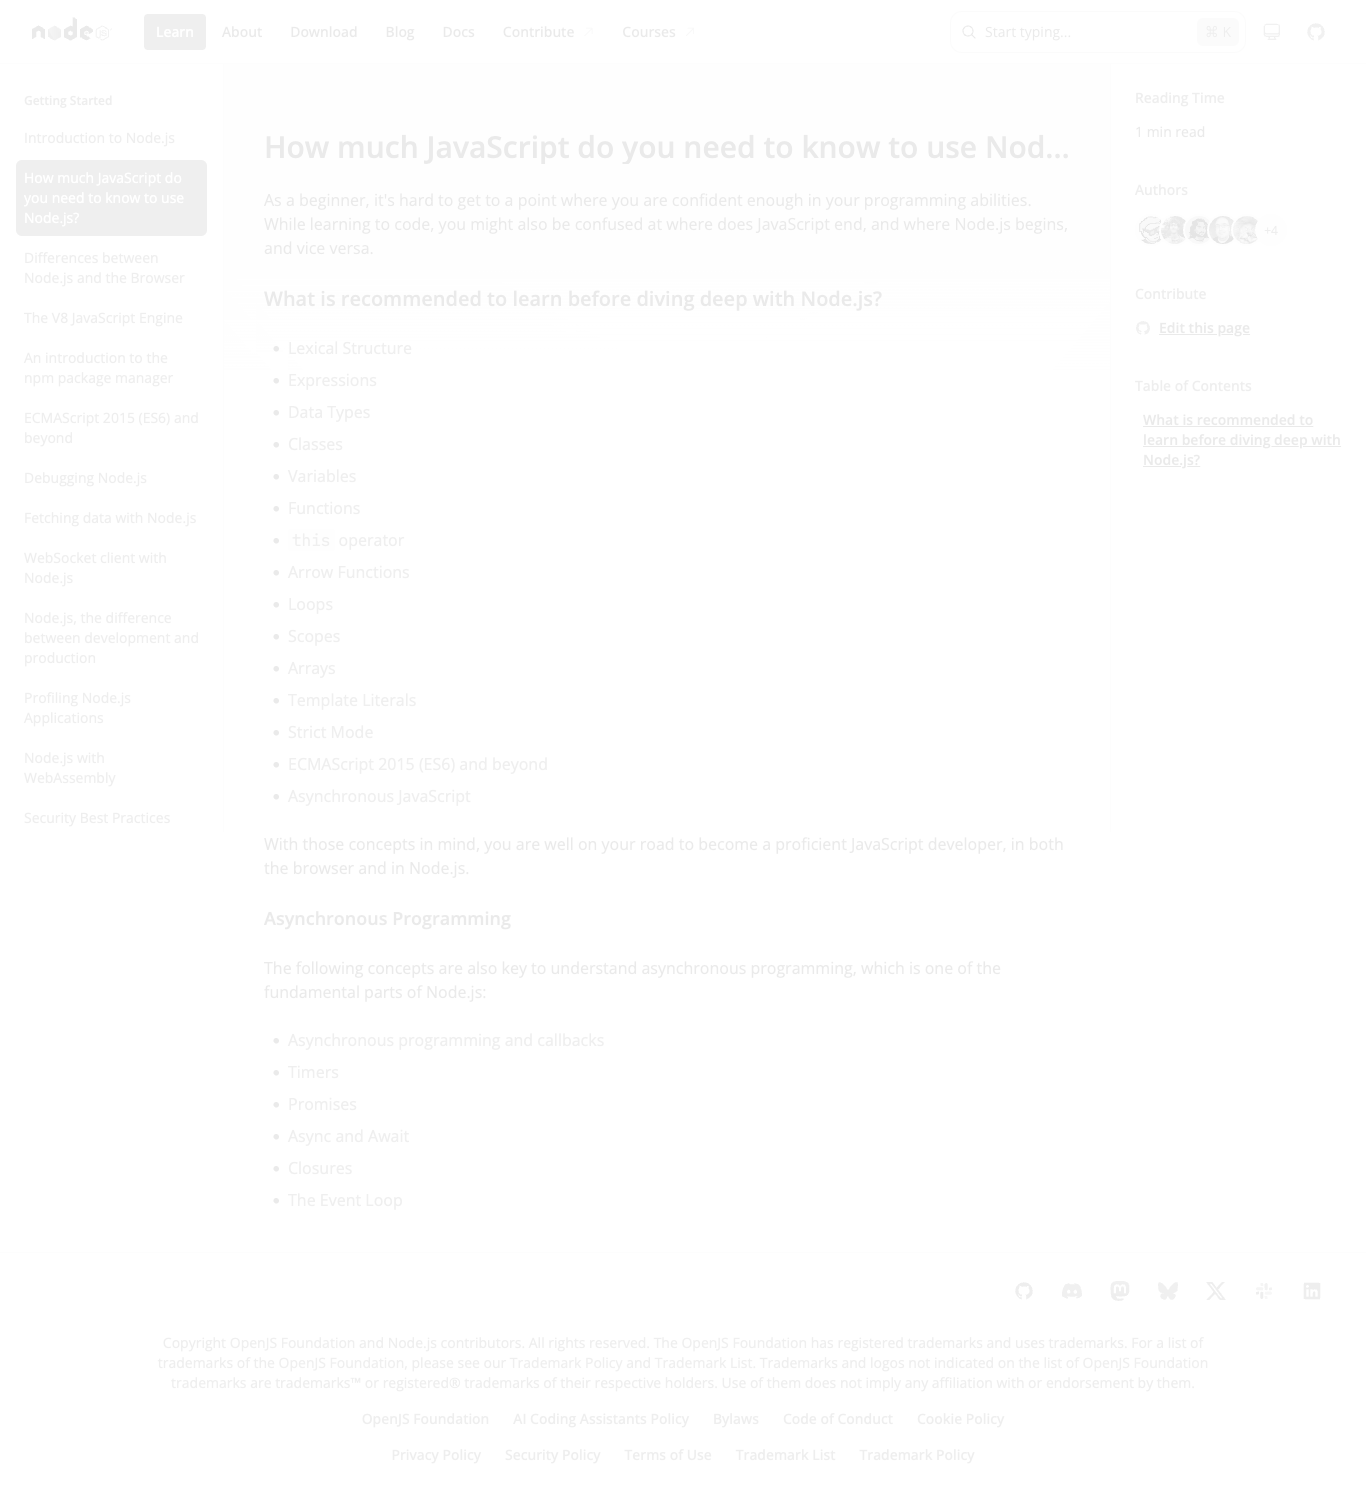 node JS
Learn
About
Download
Blog
Docs
Contribute
Courses
Start typing...
⌘ K
Getting Started
Introduction to Node.js
How much JavaScript do
you need to know to use
Node.js?
Differences between
Node.js and the Browser
The V8 JavaScript Engine
An introduction to the
npm package manager
ECMAScript 2015 (ES6) and
beyond
Debugging Node.js
Fetching data with Node.js
WebSocket client with
Node.js
Node.js, the difference
between development and
production
Profiling Node.js
Applications
Node.js with
WebAssembly
Security Best Practices
How much JavaScript do you need to know to use Nod...
As a beginner, it's hard to get to a point where you are confident enough in your programming abilities.
While learning to code, you might also be confused at where does JavaScript end, and where Node.js begins,
and vice versa.
What is recommended to learn before diving deep with Node.js?
• Lexical Structure
• Expressions
• Data Types
• Classes
• Variables
• Functions
• this operator
• Arrow Functions
• Loops
• Scopes
• Arrays
• Template Literals
• Strict Mode
• ECMAScript 2015 (ES6) and beyond
• Asynchronous JavaScript
With those concepts in mind, you are well on your road to become a proficient JavaScript developer, in both
the browser and in Node.js.
Asynchronous Programming
The following concepts are also key to understand asynchronous programming, which is one of the
fundamental parts of Node.js:
• Asynchronous programming and callbacks
• Timers
• Promises
• Async and Await
• Closures
• The Event Loop
Reading Time
1 min read
Authors
+4
Contribute
Edit this page
Table of Contents
What is recommended to
learn before diving deep with
Node.js?
Copyright OpenJS Foundation and Node.js contributors. All rights reserved. The OpenJS Foundation has registered trademarks and uses trademarks. For a list of
trademarks of the OpenJS Foundation, please see our Trademark Policy and Trademark List. Trademarks and logos not indicated on the list of OpenJS Foundation
trademarks are trademarks™ or registered® trademarks of their respective holders. Use of them does not imply any affiliation with or endorsement by them.
OpenJS Foundation
AI Coding Assistants Policy
Bylaws
Code of Conduct
Cookie Policy
Privacy Policy
Security Policy
Terms of Use
Trademark List
Trademark Policy